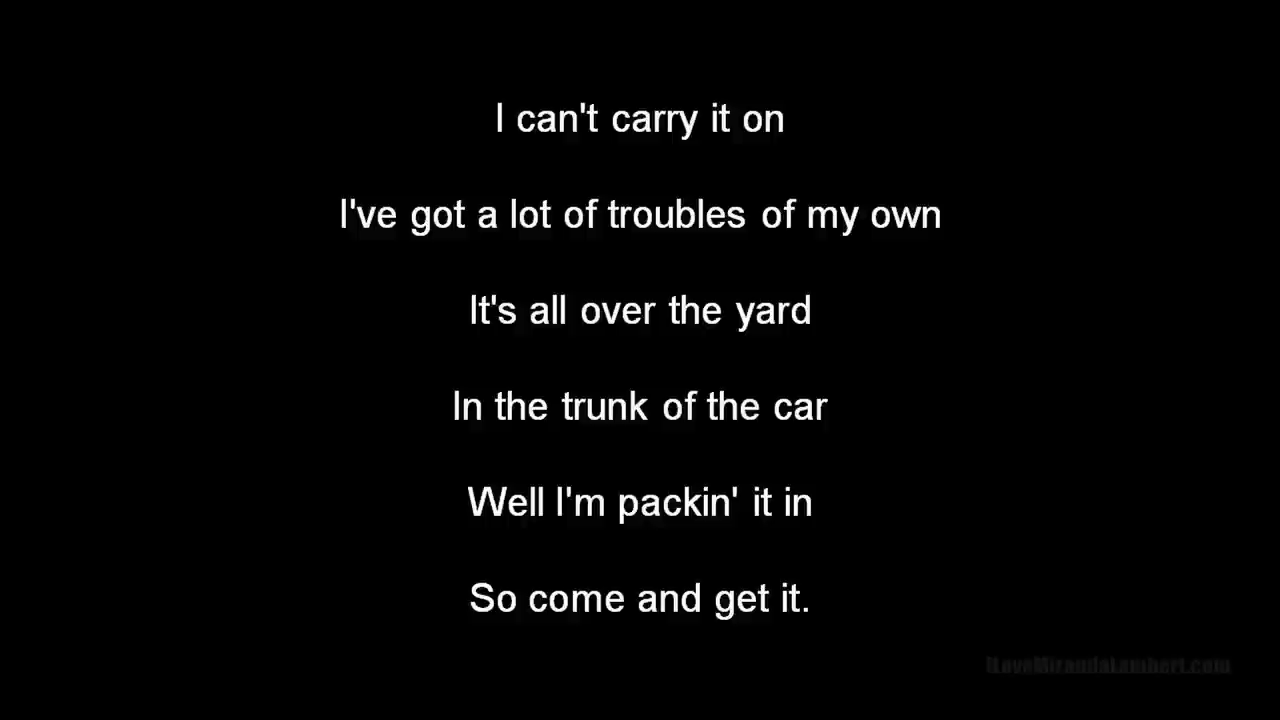 I can't carry it on
I've got a lot of troubles of my own
It's all over the yard
In the trunk of the car
Well I'm packin' it in
So come and get it.
ILoveMirandaLambert.com